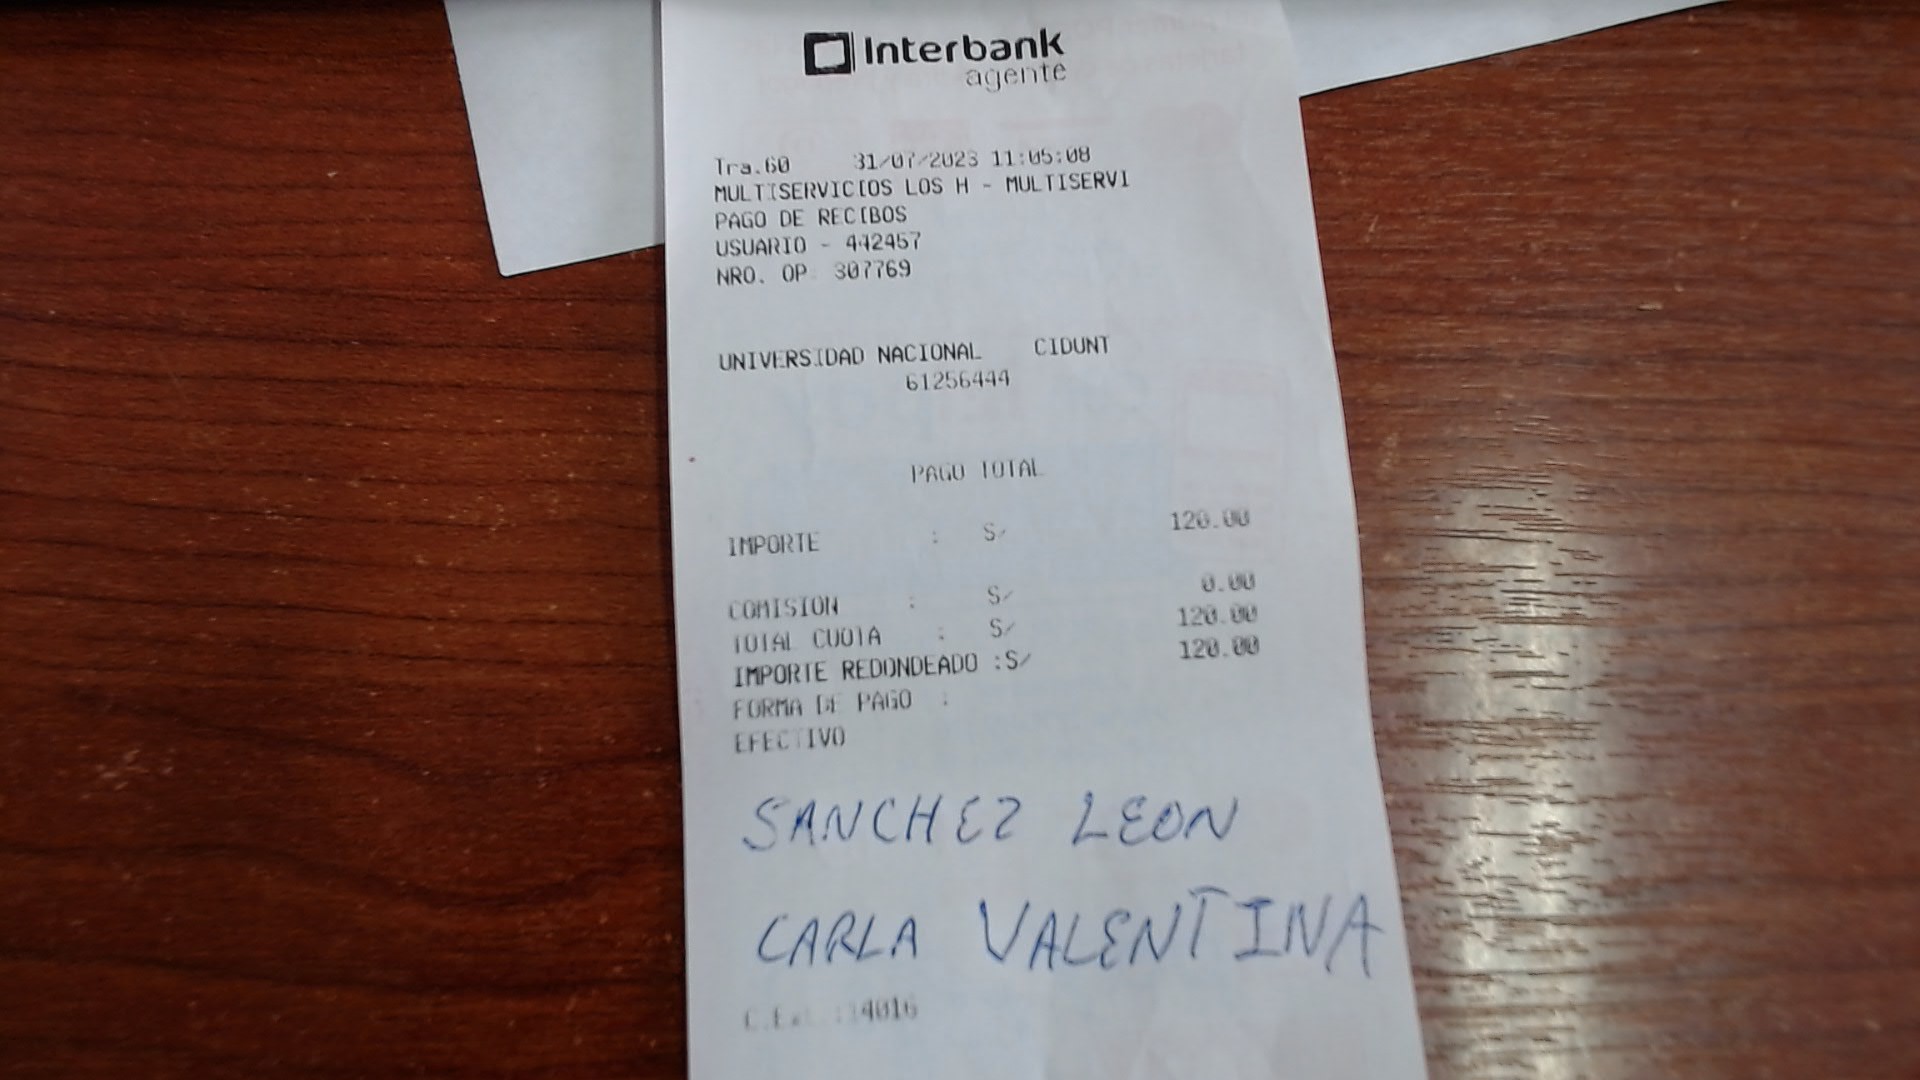 Interbank
agente
Tra.60 31/07/2023 11:05:08
MULTISERVICIOS LOS H - MULTISERVI
PAGO DE RECIBOS
USUARIO - 442457
NRO. OP 307769
UNIVERSIDAD NACIONAL CIDUNT
61256444
PAGO TOTAL
IMPORTE : S/ 120.00
COMISION : S/ 0.00
TOTAL CUOTA : S/ 120.00
IMPORTE REDONDEADO :S/ 120.00
FORMA DE PAGO :
EFECTIVO
SANCHEZ LEON
CARLA VALENTINA